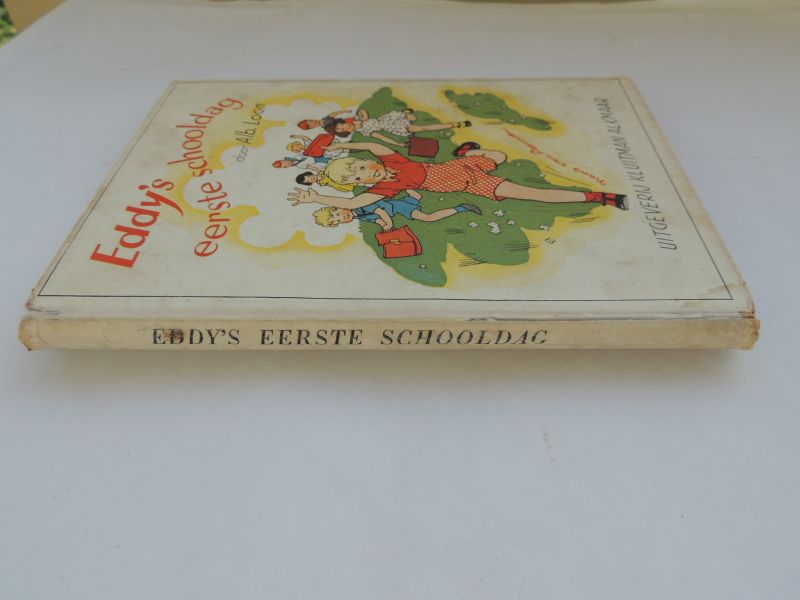 Eddy's
eerste schooldag
door Alb. Loon
UITGEVERIJ KLUITMAN ALKMAAR
EDDY'S EERSTE SCHOOLDAG